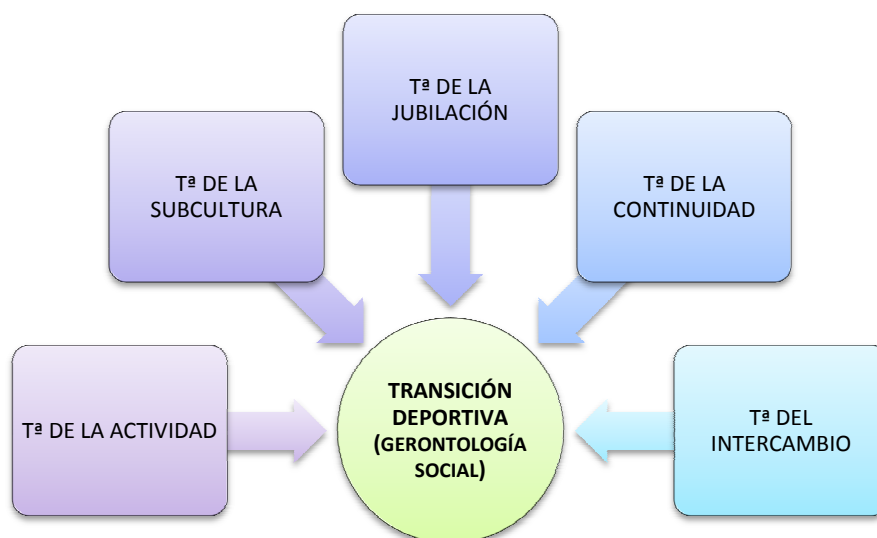 Tª DE LA
JUBILACIÓN
Tª DE LA
SUBCULTURA
Tª DE LA
CONTINUIDAD
Tª DE LA ACTIVIDAD
TRANSICIÓN
DEPORTIVA
(GERONTOLOGÍA
SOCIAL)
Tª DEL
INTERCAMBIO